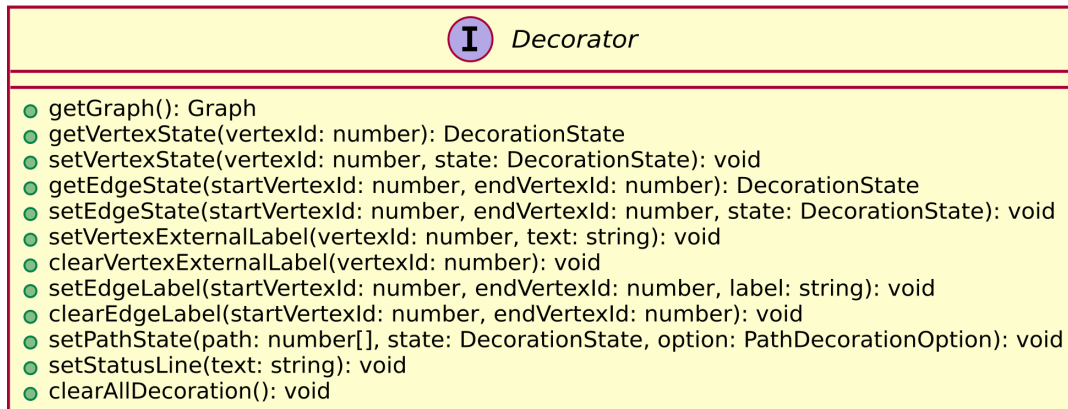 I Decorator
getGraph(): Graph
getVertexState(vertexId: number): DecorationState
setVertexState(vertexId: number, state: DecorationState): void
getEdgeState(startVertexId: number, endVertexId: number): DecorationState
setEdgeState(startVertexId: number, endVertexId: number, state: DecorationState): void
setVertexExternalLabel(vertexId: number, text: string): void
clearVertexExternalLabel(vertexId: number): void
setEdgeLabel(startVertexId: number, endVertexId: number, label: string): void
clearEdgeLabel(startVertexId: number, endVertexId: number): void
setPathState(path: number[], state: DecorationState, option: PathDecorationOption): void
setStatusLine(text: string): void
clearAllDecoration(): void